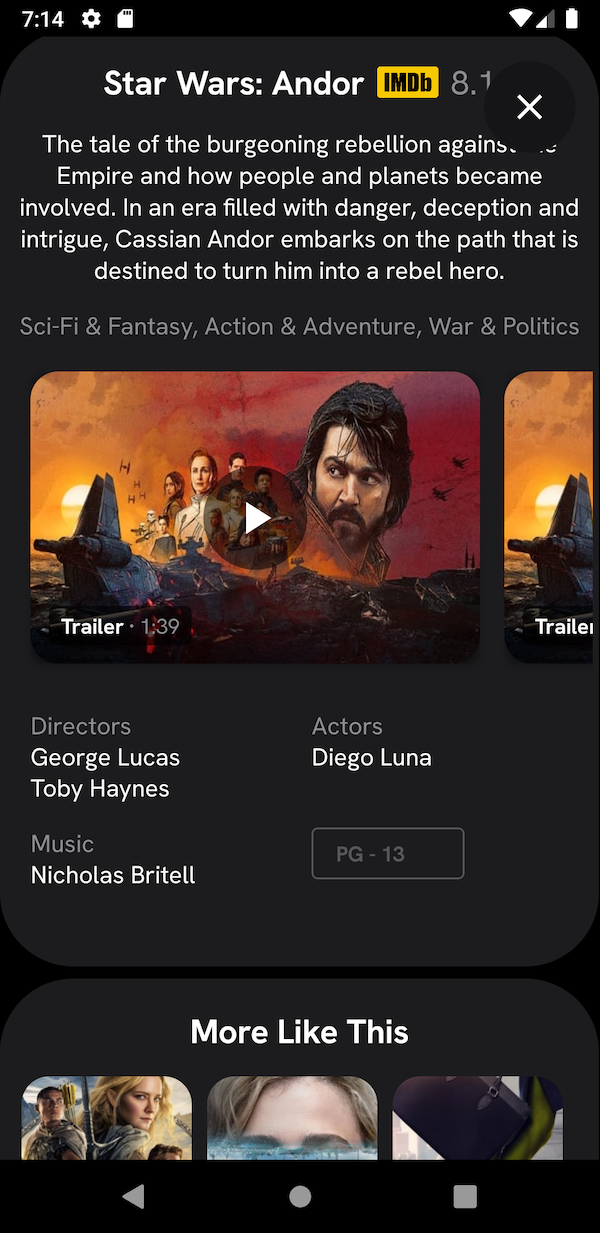 7:14
Star Wars: Andor IMDb 8.1
The tale of the burgeoning rebellion against
Empire and how people and planets became
involved. In an era filled with danger, deception and
intrigue, Cassian Andor embarks on the path that is
destined to turn him into a rebel hero.
Sci-Fi & Fantasy, Action & Adventure, War & Politics
Trailer · 1:39
Trailer
Directors
George Lucas
Toby Haynes
Actors
Diego Luna
Music
Nicholas Britell
PG - 13
More Like This